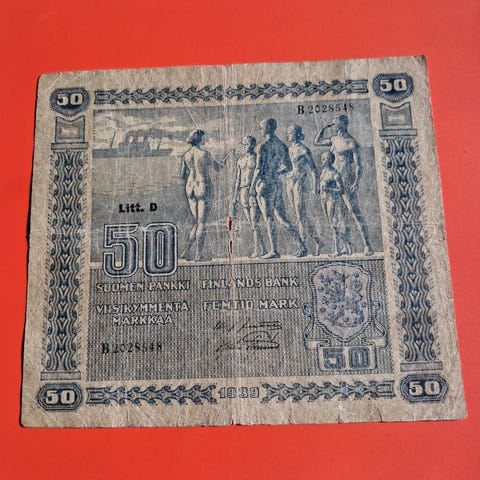 50 50
B 2028548
Litt. D
50
SUOMEN PANKKI FINLANDS BANK
VIISIKYMMENTÄ FEMTIO MARK
MARKKAA
B 2028548
50
50 1939 50